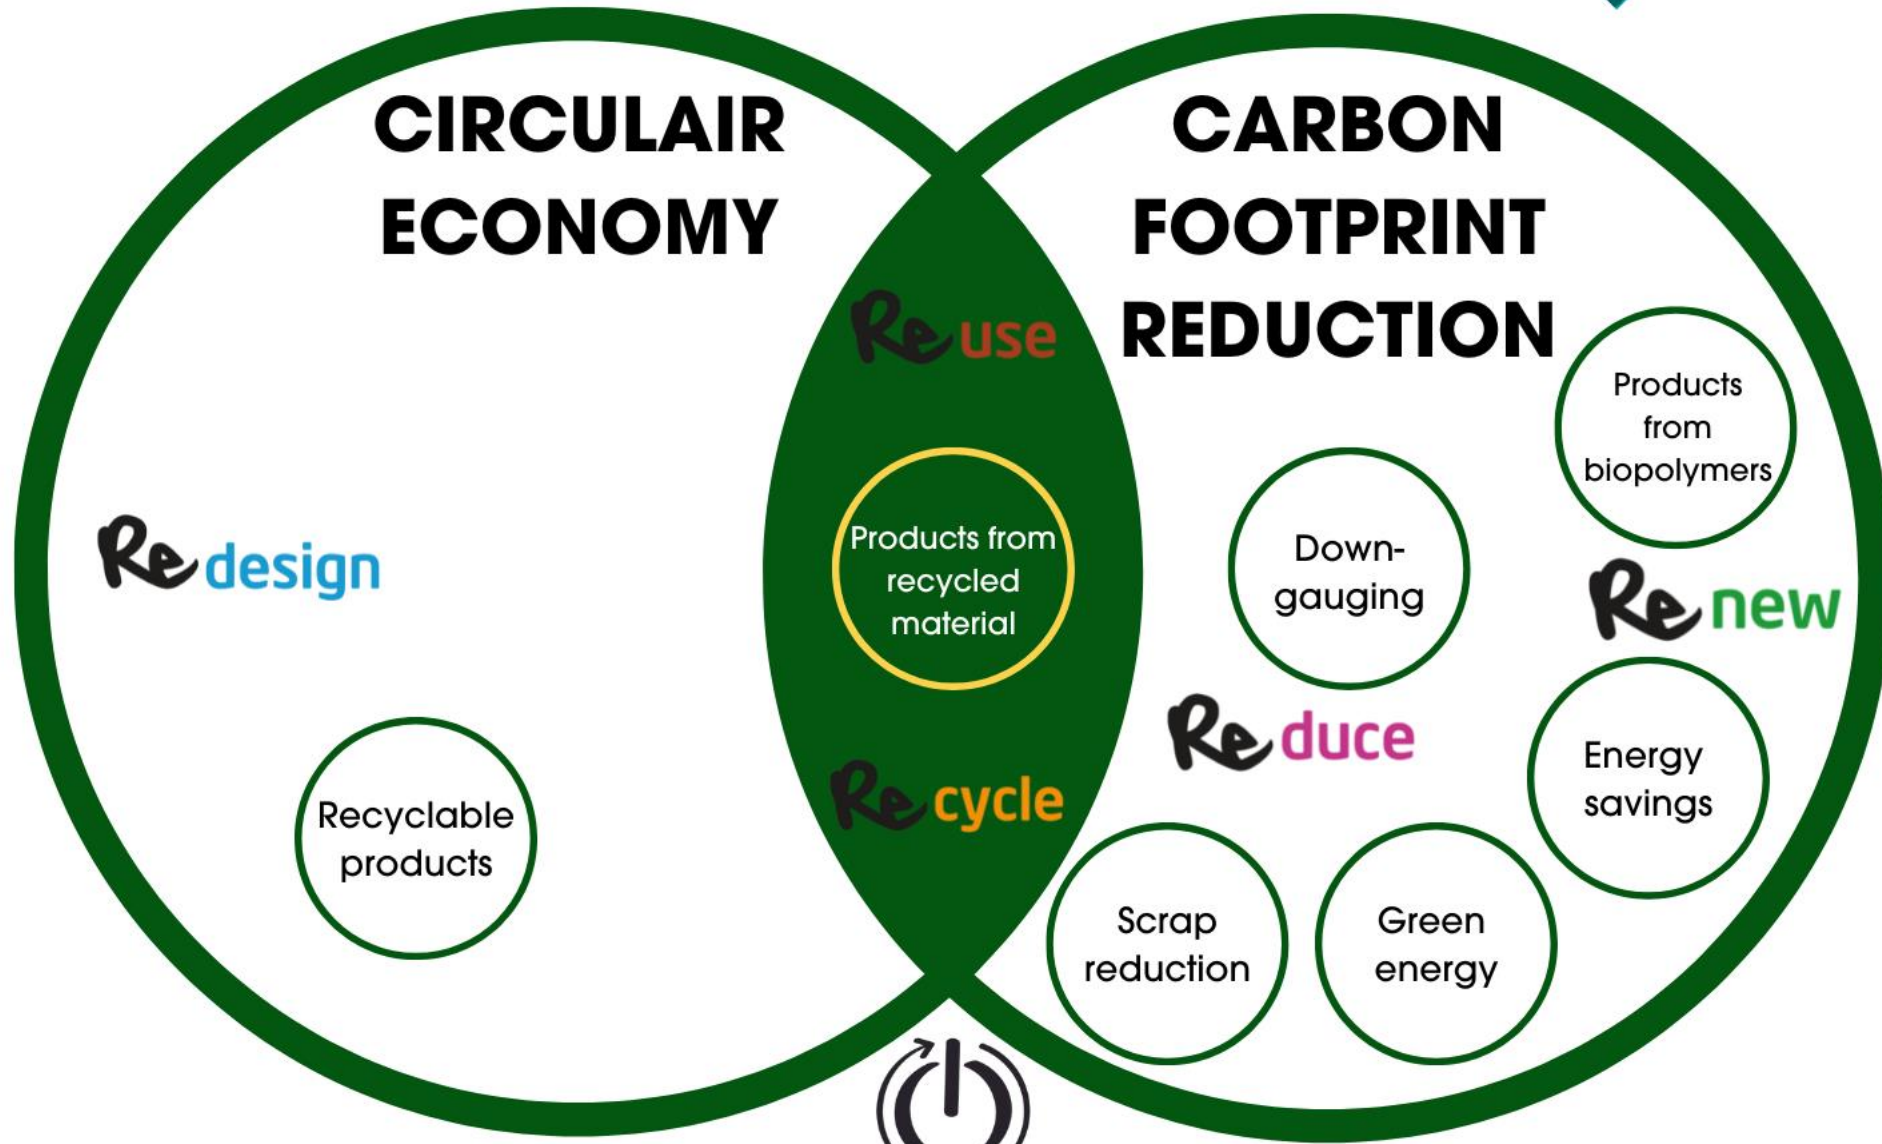 CIRCULAIR
ECONOMY
CARBON
FOOTPRINT
REDUCTION
Reuse
Products
from
biopolymers
Products from
recycled
material
Down-
gauging
Redesign
Renew
Reduce
Recycle
Energy
savings
Recyclable
products
Scrap
reduction
Green
energy